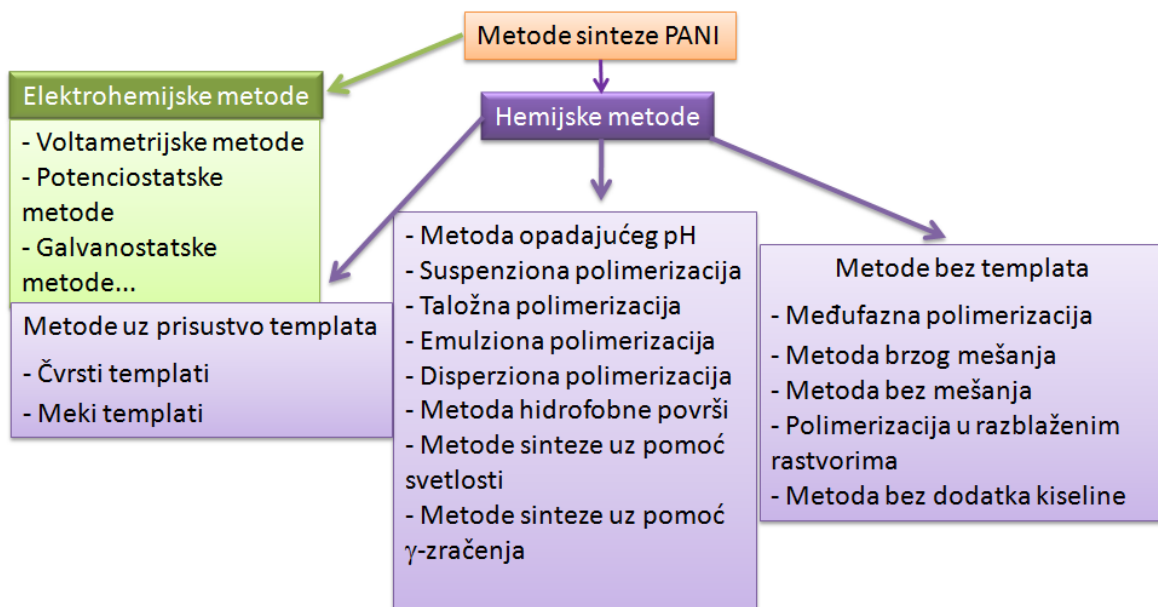 Metode sinteze PANI
Elektrohemijske metode
- Voltametrijske metode
- Potenciostatske
metode
- Galvanostatske
metode...
Hemijske metode
Metode uz prisustvo templata
- Čvrsti templati
- Meki templati
- Metoda opadajućeg pH
- Suspenziona polimerizacija
- Taložna polimerizacija
- Emulziona polimerizacija
- Disperziona polimerizacija
- Metoda hidrofobne površi
- Metode sinteze uz pomoć
svetlosti
- Metode sinteze uz pomoć
γ-zračenja
Metode bez templata
- Međufazna polimerizacija
- Metoda brzog mešanja
- Metoda bez mešanja
- Polimerizacija u razblaženim
rastvorima
- Metoda bez dodatka kiseline